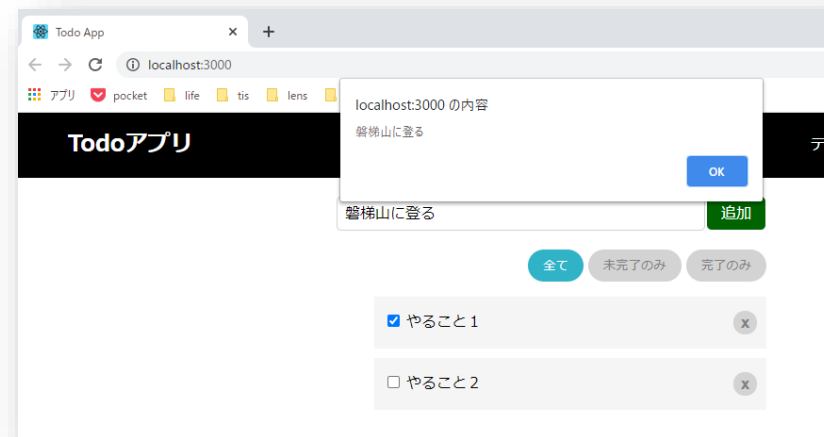 Todo App
localhost:3000
アプリ pocket life tis lens
localhost:3000 の内容
磐梯山に登る
OK
Todoアプリ
テ
磐梯山に登る 追加
全て 未完了のみ 完了のみ
やること1 x
やること2 x